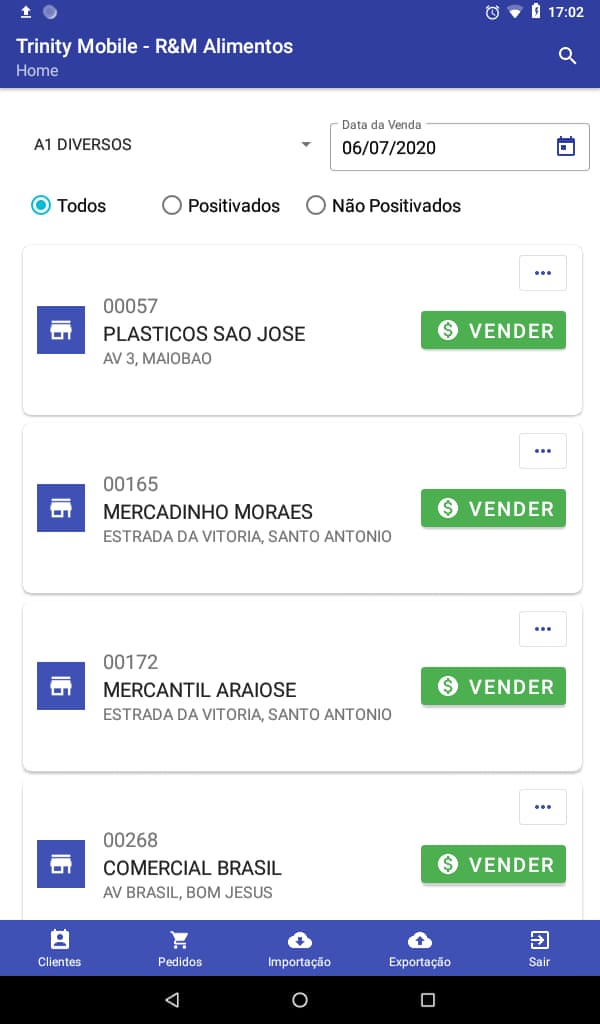 17:02
Trinity Mobile - R&M Alimentos
Home
A1 DIVERSOS
Data da Venda
06/07/2020
Todos
Positivados
Não Positivados
00057
PLASTICOS SAO JOSE
AV 3, MAIOBAO
VENDER
00165
MERCADINHO MORAES
ESTRADA DA VITORIA, SANTO ANTONIO
VENDER
00172
MERCANTIL ARAIOSE
ESTRADA DA VITORIA, SANTO ANTONIO
VENDER
00268
COMERCIAL BRASIL
AV BRASIL, BOM JESUS
VENDER
Clientes
Pedidos
Importação
Exportação
Sair